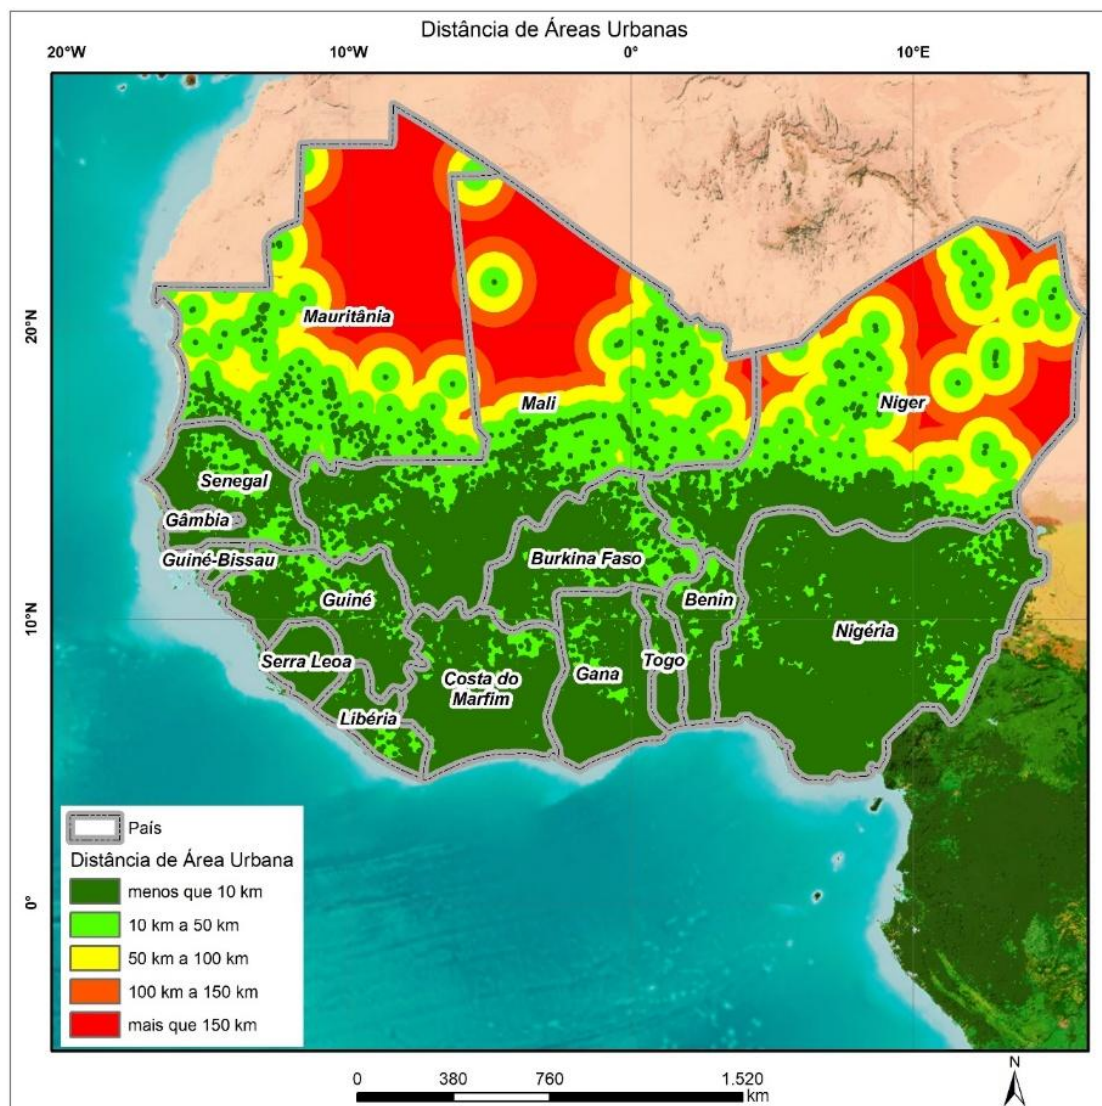 Distância de Áreas Urbanas
20°W
10°W
0°
10°E
20°N
10°N
0°
Mauritânia
Mali
Niger
Senegal
Gâmbia
Guiné-Bissau
Burkina Faso
Guiné
Benin
Nigéria
Serra Leoa
Costa do
Marfim
Gana
Togo
Libéria
País
Distância de Área Urbana
menos que 10 km
10 km a 50 km
50 km a 100 km
100 km a 150 km
mais que 150 km
0 380 760 1.520
km
N